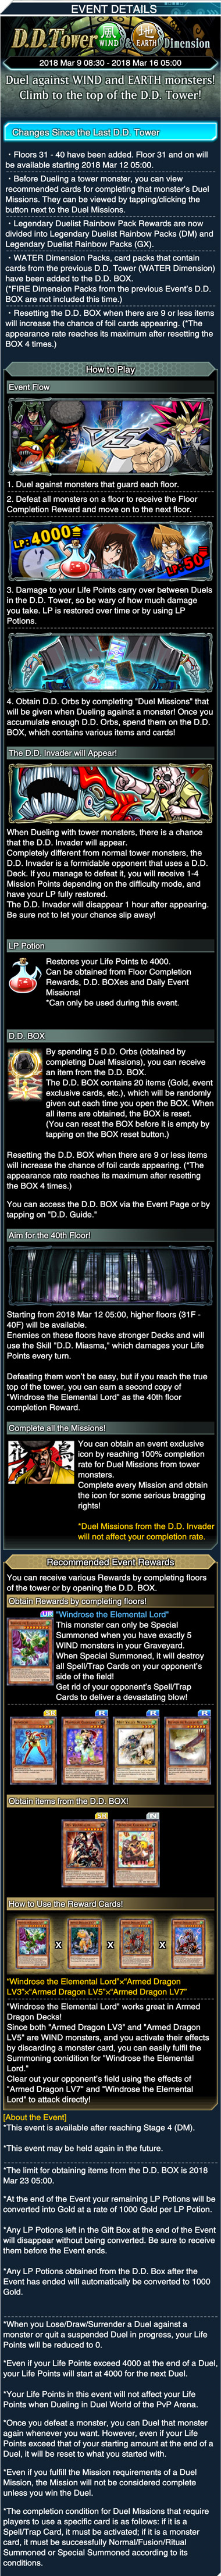 EVENT DETAILS
D.D.Tower 風 WIND & 地 EARTH Dimension
2018 Mar 9 08:30 - 2018 Mar 16 05:00
Duel against WIND and EARTH monsters!
Climb to the top of the D.D. Tower!
Changes Since the Last D.D. Tower
・Floors 31 - 40 have been added. Floor 31 and on will
be available starting 2018 Mar 12 05:00.
・Before Dueling a tower monster, you can view
recommended cards for completing that monster's Duel
Missions. They can be viewed by tapping/clicking the
button next to the Duel Missions.
・Legendary Duelist Rainbow Pack Rewards are now
divided into Legendary Duelist Rainbow Packs (DM) and
Legendary Duelist Rainbow Packs (GX).
・WATER Dimension Packs, card packs that contain
cards from the previous D.D. Tower (WATER Dimension)
have been added to the D.D. BOX.
(*FIRE Dimension Packs from the previous Event's D.D.
BOX are not included this time.)
・Resetting the D.D. BOX when there are 9 or less items
will increase the chance of foil cards appearing. (*The
appearance rate reaches its maximum after resetting the
BOX 4 times.)
How to Play
Event Flow
VS
1. Duel against monsters that guard each floor.
2. Defeat all monsters on a floor to receive the Floor
Completion Reward and move on to the next floor.
LP: 4000
LP: 50
3. Damage to your Life Points carry over between Duels
in the D.D. Tower, so be wary of how much damage
you take. LP is restored over time or by using LP
Potions.
4. Obtain D.D. Orbs by completing "Duel Missions" that
will be given when Dueling against a monster! Once you
accumulate enough D.D. Orbs, spend them on the D.D.
BOX, which contains various items and cards!
The D.D. Invader will Appear!
When Dueling with tower monsters, there is a chance
that the D.D. Invader will appear.
Completely different from normal tower monsters, the
D.D. Invader is a formidable opponent that uses a D.D.
Deck. If you manage to defeat it, you will receive 1-4
Mission Points depending on the difficulty mode, and
have your LP fully restored.
The D.D. Invader will disappear 1 hour after appearing.
Be sure not to let your chance slip away!
LP Potion
Restores your Life Points to 4000.
Can be obtained from Floor Completion
Rewards, D.D. BOXes and Daily Event
Missions!
*Can only be used during this event.
D.D. BOX
By spending 5 D.D. Orbs (obtained by
completing Duel Missions), you can receive
an item from the D.D. BOX.
The D.D. BOX contains 20 items (Gold, event
exclusive cards, etc.), which will be randomly
given out each time you open the BOX. When
all items are obtained, the BOX is reset.
(You can reset the BOX before it is empty by
tapping on the BOX reset button.)
Resetting the D.D. BOX when there are 9 or less items
will increase the chance of foil cards appearing. (*The
appearance rate reaches its maximum after resetting
the BOX 4 times.)
You can access the D.D. BOX via the Event Page or by
tapping on "D.D. Guide."
Aim for the 40th Floor!
Starting from 2018 Mar 12 05:00, higher floors (31F -
40F) will be available.
Enemies on these floors have stronger Decks and will
use the Skill "D.D. Miasma," which damages your Life
Points every turn.
Defeating them won't be easy, but if you reach the true
top of the tower, you can earn a second copy of
"Windrose the Elemental Lord" as the 40th floor
completion Reward.
Complete all the Missions!
You can obtain an event exclusive
icon by reaching 100% completion
rate for Duel Missions from tower
monsters.
Complete every Mission and obtain
the icon for some serious bragging
rights!
*Duel Missions from the D.D. Invader
will not affect your completion rate.
Recommended Event Rewards
You can receive various Rewards by completing floors
of the tower or by opening the D.D. BOX.
Obtain Rewards by completing floors!
UR
"Windrose the Elemental Lord"
This monster can only be Special
Summoned when you have exactly 5
WIND monsters in your Graveyard.
When Special Summoned, it will destroy
all Spell/Trap Cards on your opponent's
side of the field!
Get rid of your opponent's Spell/Trap
Cards to deliver a devastating blow!
SR R R R
Obtain items from the D.D. BOX!
SR N
How to Use the Reward Cards!
x x x
"Windrose the Elemental Lord"×"Armed Dragon
LV3"×"Armed Dragon LV5"×"Armed Dragon LV7"
"Windrose the Elemental Lord" works great in Armed
Dragon Decks!
Since both "Armed Dragon LV3" and "Armed Dragon
LV5" are WIND monsters, and you activate their effects
by discarding a monster card, you can easily fulfil the
Summoning condition for "Windrose the Elemental
Lord."
Clear out your opponent's field using the effects of
"Armed Dragon LV7" and "Windrose the Elemental
Lord" to attack directly!
[About the Event]
*This event is available after reaching Stage 4 (DM).
*This event may be held again in the future.
*The limit for obtaining items from the D.D. BOX is 2018
Mar 23 05:00.
*At the end of the Event your remaining LP Potions will be
converted into Gold at a rate of 1000 Gold per LP Potion.
*Any LP Potions left in the Gift Box at the end of the Event
will disappear without being converted. Be sure to receive
them before the Event ends.
*Any LP Potions obtained from the D.D. Box after the
Event has ended will automatically be converted to 1000
Gold.
*When you Lose/Draw/Surrender a Duel against a
monster or quit a suspended Duel in progress, your Life
Points will be reduced to 0.
*Even if your Life Points exceed 4000 at the end of a Duel,
your Life Points will start at 4000 for the next Duel.
*Your Life Points in this event will not affect your Life
Points when Dueling in Duel World of the PVP Arena.
*Once you defeat a monster, you can Duel that monster
again whenever you want. However, even if your Life
Points exceed that of your starting amount at the end of a
Duel, it will be reset to what you started with.
*Even if you fulfill the Mission requirements of a Duel
Mission, the Mission will not be considered complete
unless you win the Duel.
*The completion condition for Duel Missions that require
players to use a specific card is as follows: if it is a
Spell/Trap Card, it must be activated; if it is a monster
card, it must be successfully Normal/Fusion/Ritual
Summoned or Special Summoned according to its
conditions.